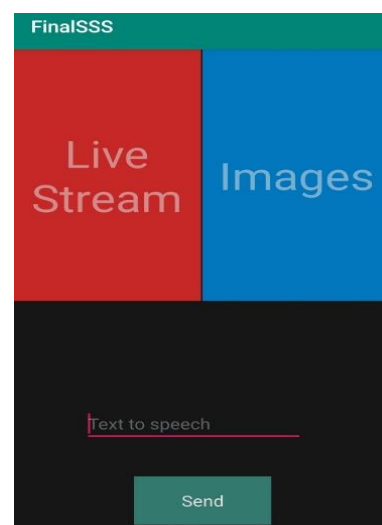 FinalSSS
Live
Stream
Images
Text to speech
Send